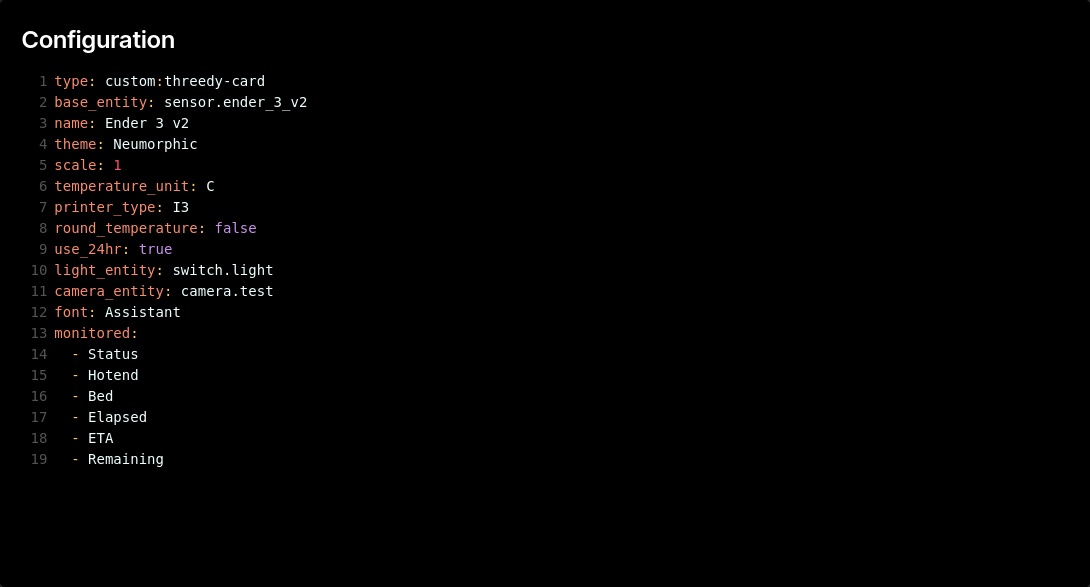 Configuration
1 type: custom:threedy-card
2 base_entity: sensor.ender_3_v2
3 name: Ender 3 v2
4 theme: Neumorphic
5 scale: 1
6 temperature_unit: C
7 printer_type: I3
8 round_temperature: false
9 use_24hr: true
10 light_entity: switch.light
11 camera_entity: camera.test
12 font: Assistant
13 monitored:
14   - Status
15   - Hotend
16   - Bed
17   - Elapsed
18   - ETA
19   - Remaining